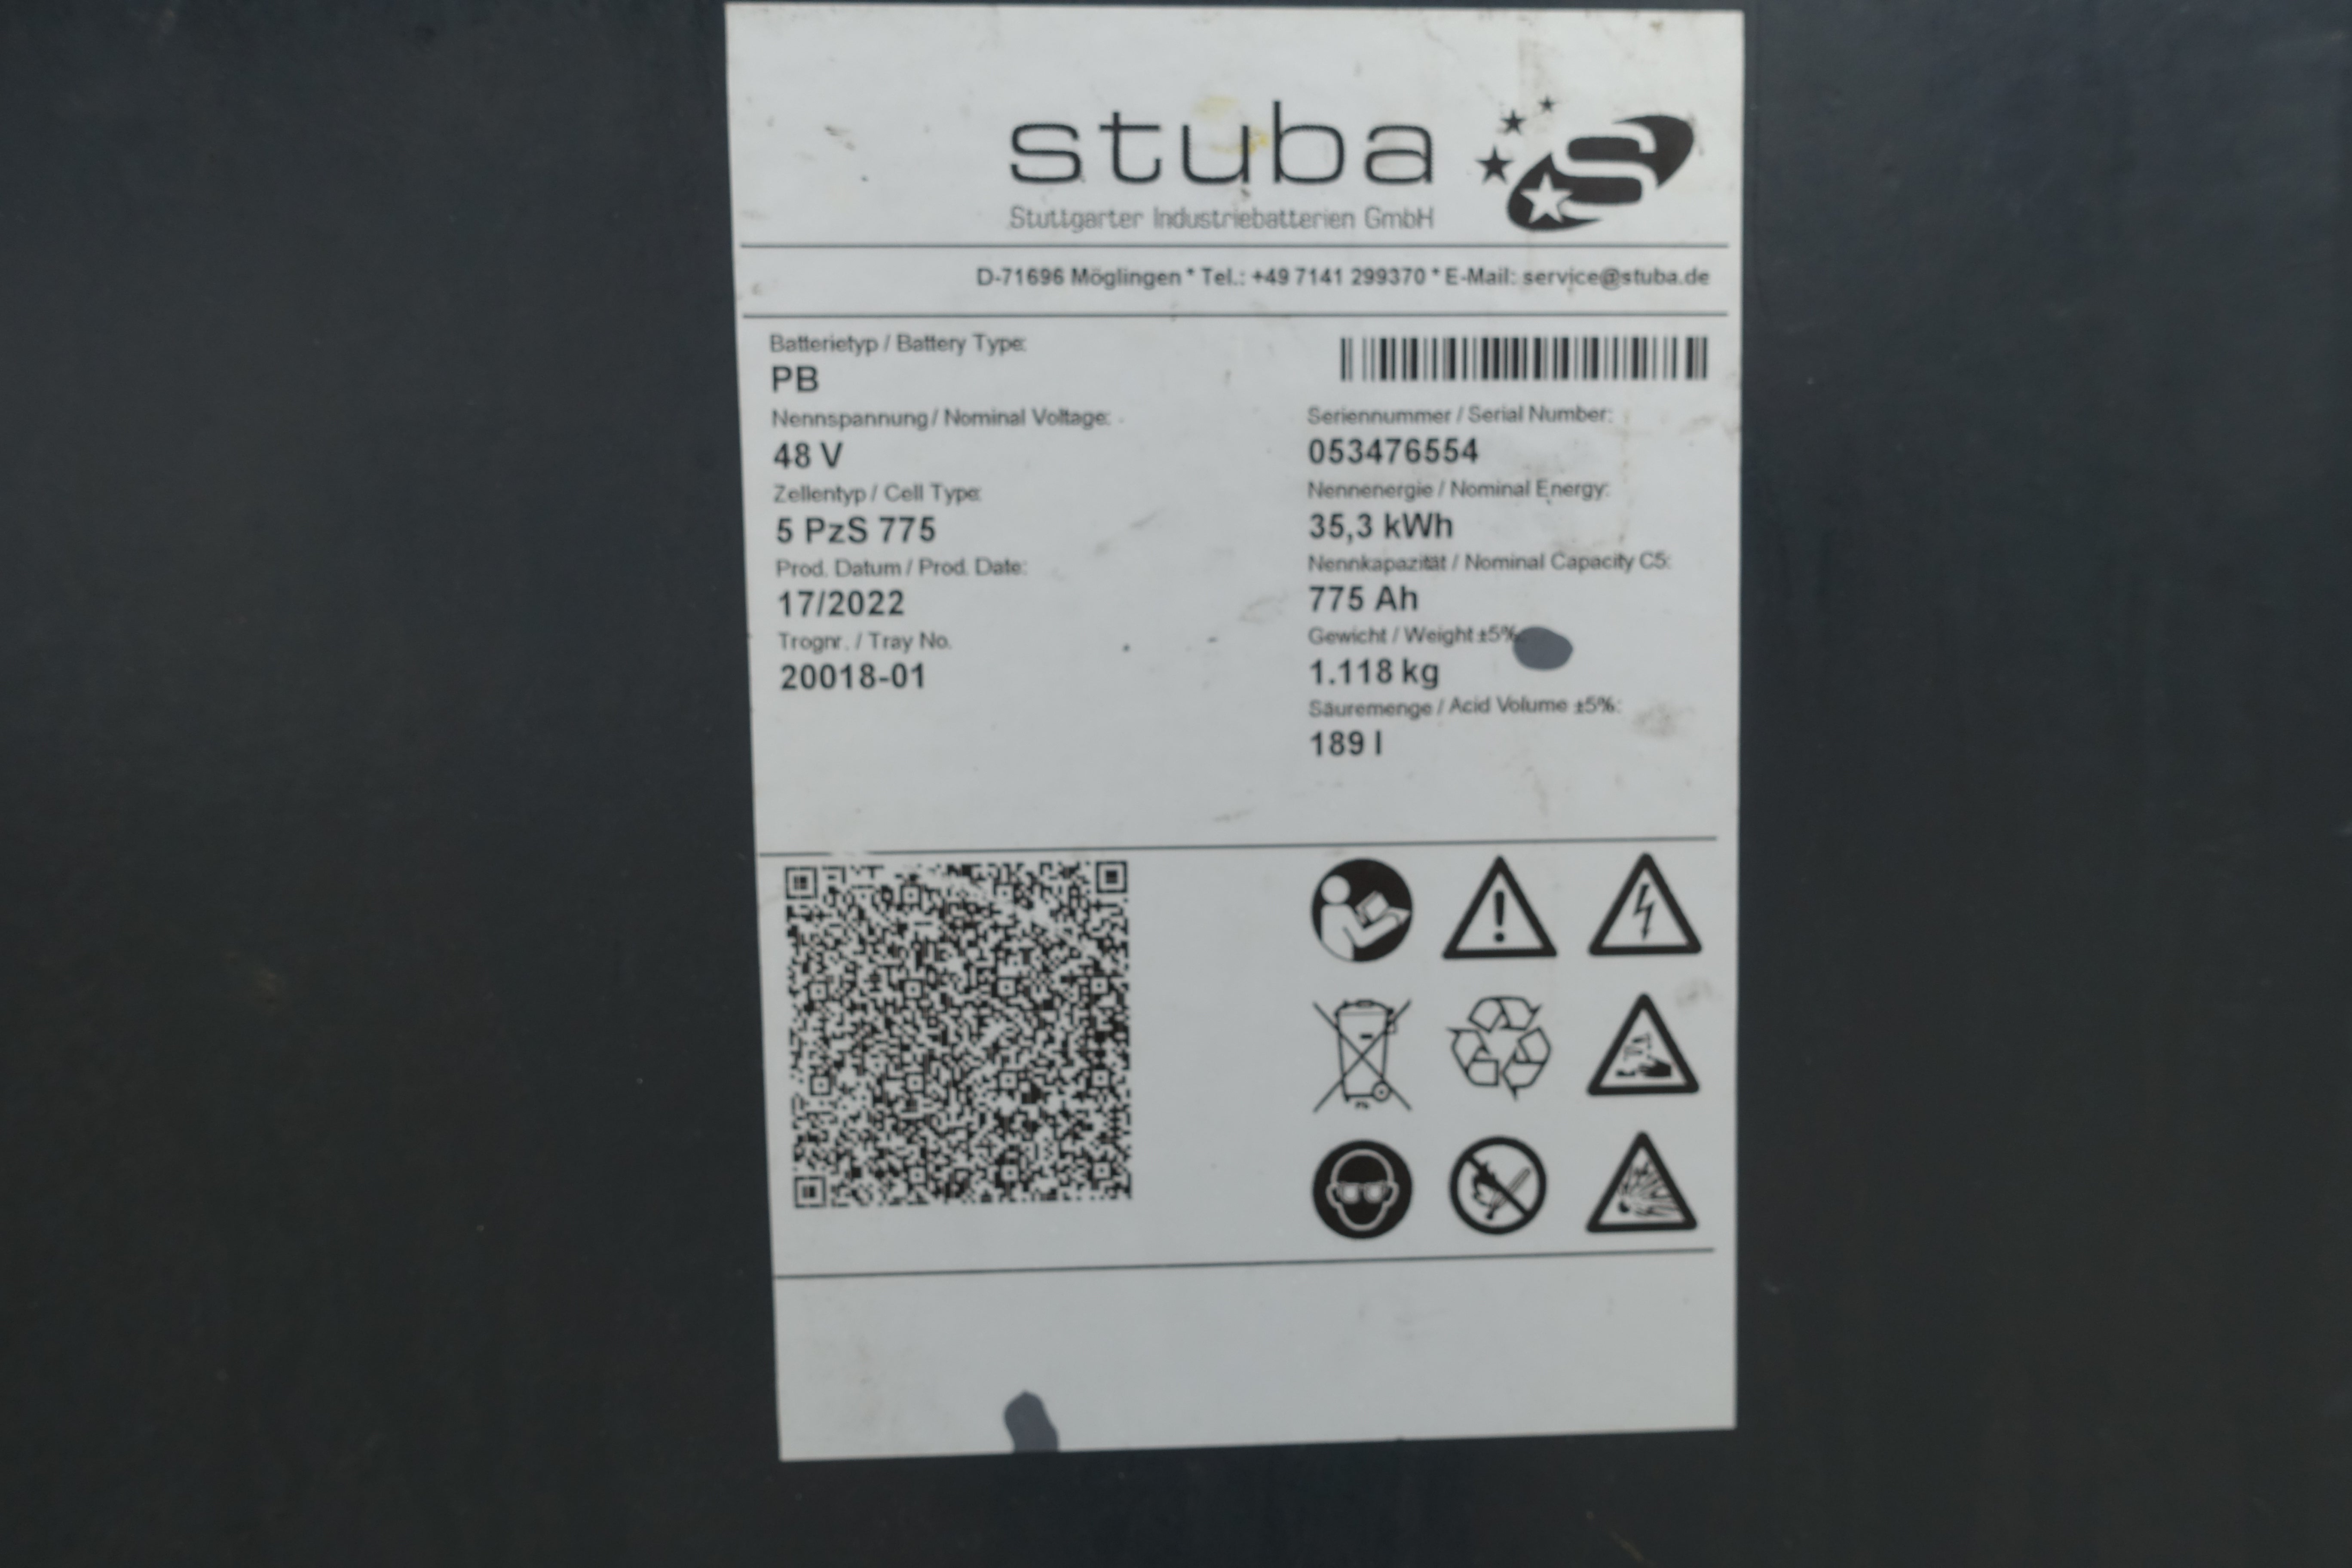 stuba
Stuttgarter Industriebatterien GmbH
D-71696 Möglingen * Tel.: +49 7141 299370 * E-Mail: service@stuba.de
Batterietyp / Battery Type:
PB
Nennspannung / Nominal Voltage:
48 V
Zellentyp / Cell Type:
5 PzS 775
Prod. Datum / Prod. Date:
17/2022
Trognr. / Tray No.
20018-01
Seriennummer / Serial Number:
053476554
Nennenergie / Nominal Energy:
35,3 kWh
Nennkapazität / Nominal Capacity C5:
775 Ah
Gewicht / Weight ±5%:
1.118 kg
Säuremenge / Acid Volume ±5%:
189 l
Pb